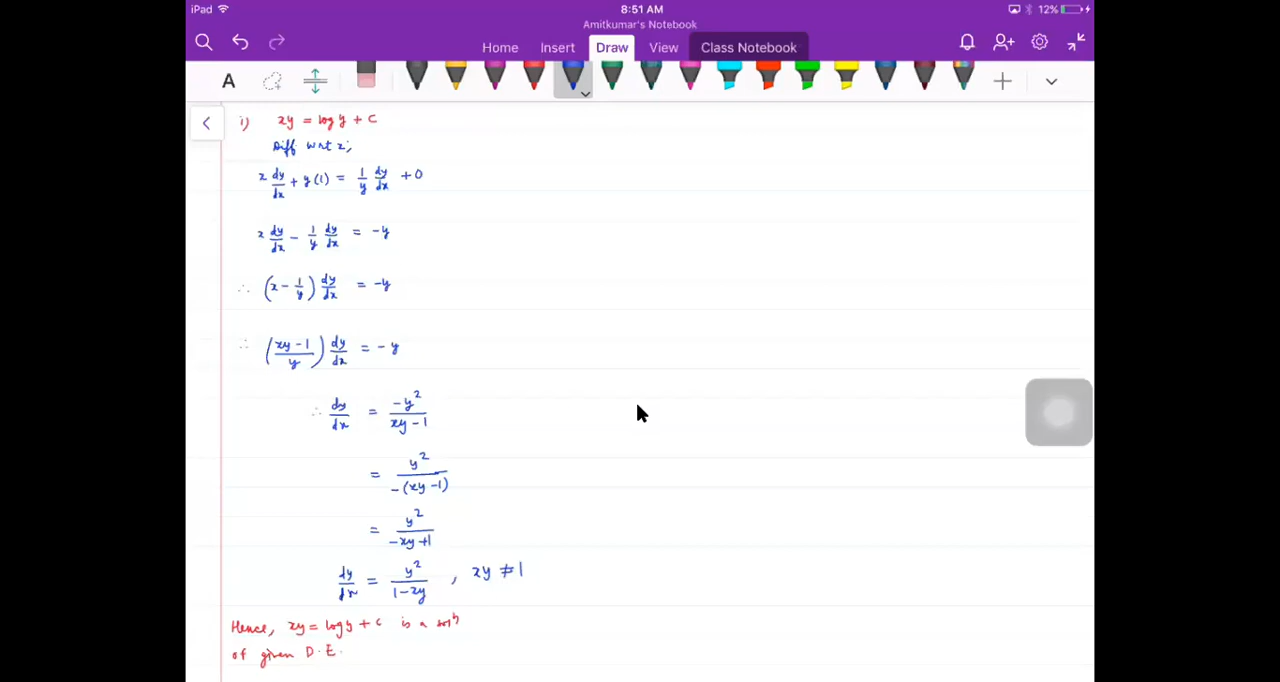 iPad 8:51 AM 12%
Amitkumar's Notebook
Home Insert Draw View Class Notebook
A
i) xy = log y + c
Diff wrt x;
x dy/dx + y(1) = 1/y dy/dx + 0
x dy/dx - 1/y dy/dx = -y
∴ (x - 1/y) dy/dx = -y
∴ (xy-1/y) dy/dx = -y
∴ dy/dx = -y²/xy-1
= y²/-(xy-1)
= y²/-xy+1
dy/dx = y²/1-xy , xy ≠ 1
Hence, xy = log y + c is a solⁿ
of given D.E.